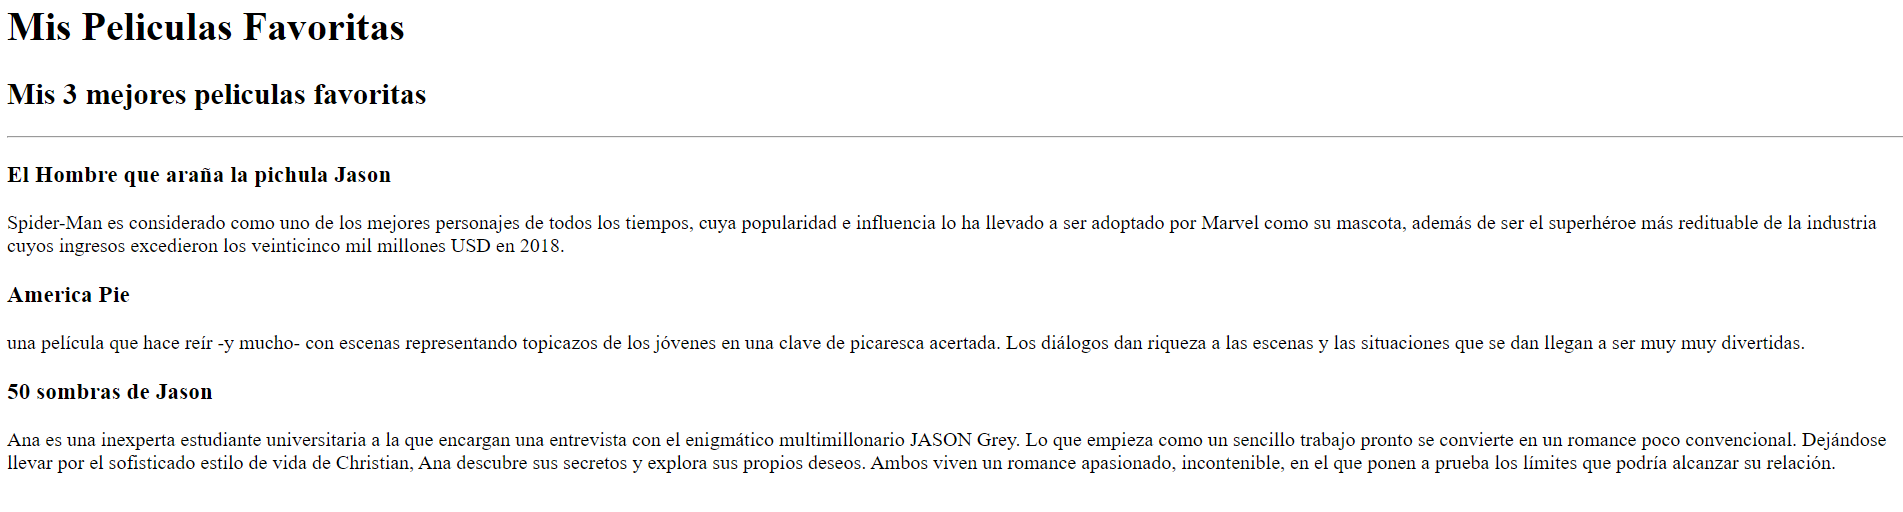 Mis Peliculas Favoritas
Mis 3 mejores peliculas favoritas
El Hombre que araña la pichula Jason
Spider-Man es considerado como uno de los mejores personajes de todos los tiempos, cuya popularidad e influencia lo ha llevado a ser adoptado por Marvel como su mascota, además de ser el superhéroe más redituable de la industria
cuyos ingresos excedieron los veinticinco mil millones USD en 2018.
America Pie
una película que hace reír -y mucho- con escenas representando topicazos de los jóvenes en una clave de picaresca acertada. Los diálogos dan riqueza a las escenas y las situaciones que se dan llegan a ser muy muy divertidas.
50 sombras de Jason
Ana es una inexperta estudiante universitaria a la que encargan una entrevista con el enigmático multimillonario JASON Grey. Lo que empieza como un sencillo trabajo pronto se convierte en un romance poco convencional. Dejándose
llevar por el sofisticado estilo de vida de Christian, Ana descubre sus secretos y explora sus propios deseos. Ambos viven un romance apasionado, incontenible, en el que ponen a prueba los límites que podría alcanzar su relación.